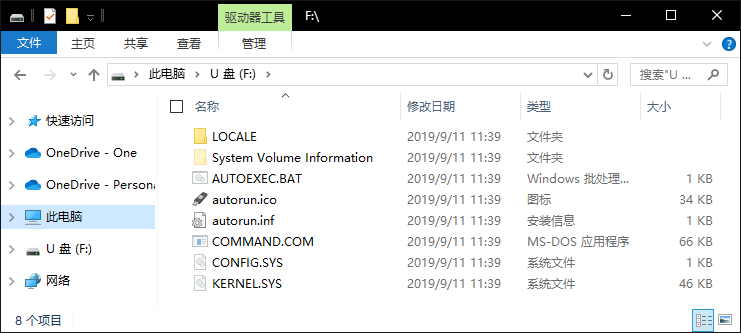 驱动器工具 F:\
文件 主页 共享 查看 管理
此电脑 U 盘 (F:) 搜索"U ...
名称 修改日期 类型 大小
快速访问
OneDrive - One
OneDrive - Persona
此电脑
U 盘 (F:)
网络
LOCALE 2019/9/11 11:39 文件夹
System Volume Information 2019/9/11 11:39 文件夹
AUTOEXEC.BAT 2019/9/11 11:39 Windows 批处理... 1 KB
autorun.ico 2019/9/11 11:39 图标 34 KB
autorun.inf 2019/9/11 11:39 安装信息 1 KB
COMMAND.COM 2019/9/11 11:39 MS-DOS 应用程序 66 KB
CONFIG.SYS 2019/9/11 11:39 系统文件 1 KB
KERNEL.SYS 2019/9/11 11:39 系统文件 46 KB
8 个项目